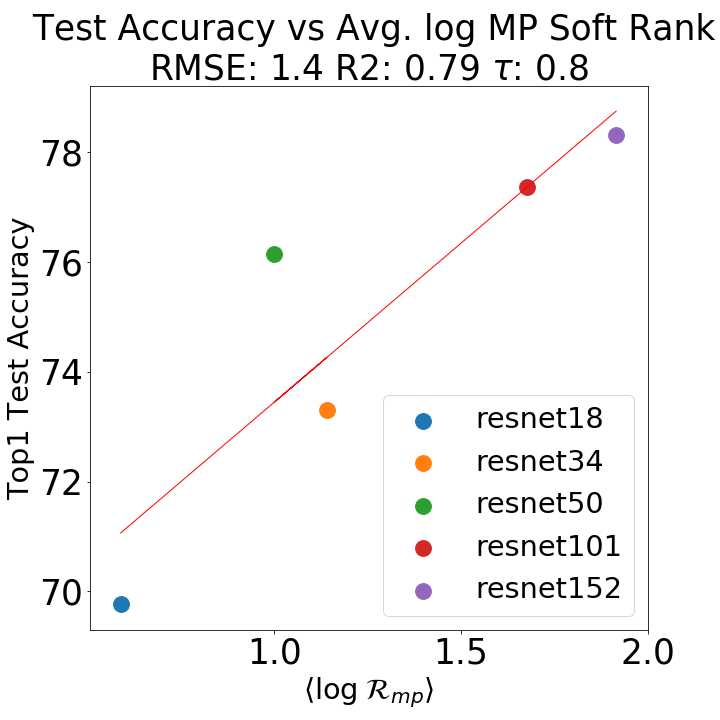 Test Accuracy vs Avg. log MP Soft Rank
RMSE: 1.4 R2: 0.79 τ: 0.8
Top1 Test Accuracy
78
76
74
72
70
resnet18
resnet34
resnet50
resnet101
resnet152
1.0 1.5 2.0
⟨log ℛ_mp⟩